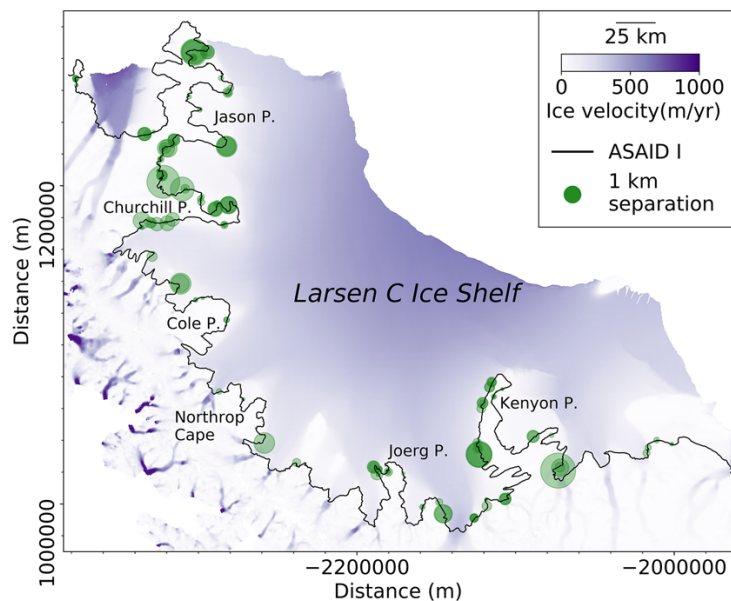 25 km
0
500
1000
Ice velocity(m/yr)
ASAID I
1 km
separation
Jason P.
Churchill P.
Larsen C Ice Shelf
Cole P.
Northrop
Cape
Joerg P.
Kenyon P.
1200000
1000000
Distance (m)
−2200000
−2000000
Distance (m)